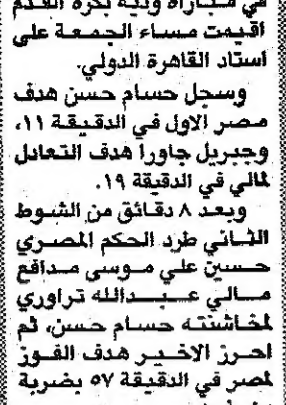 في مباراة ودية بكرة القدم
اقيمت مساء الجمعة على
استاد القاهرة الدولي.
وسجل حسام حسن هدف
مصر الاول في الدقيقة ١١،
وجبريل جاورا هدف التعادل
لمالي في الدقيقة ١٩.
وبعد ٨ دقائق من الشوط
الثاني طرد الحكم المصري
حسين علي موسى مدافع
مالي عبدالله تراوري
لمخاشنته حسام حسن، ثم
احرز الاخير هدف الفوز
لمصر في الدقيقة ٥٧ بضربة